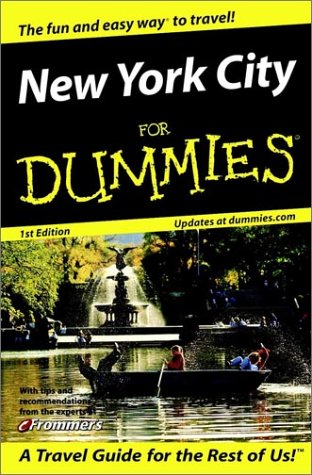 The fun and easy way® to travel!
New York City
FOR
DUMMIES®
1st Edition
Updates at dummies.com
With tips and
recommendations
from the experts at
Frommers
A Travel Guide for the Rest of Us!™